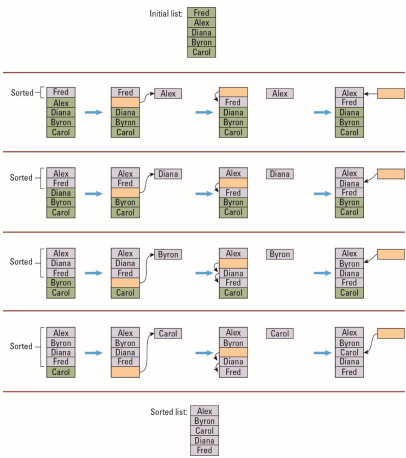 Initial list:
Fred
Alex
Diana
Byron
Carol
Sorted
Fred
Alex
Diana
Byron
Carol
Fred
Diana
Byron
Carol
Alex
Fred
Diana
Byron
Carol
Alex
Alex
Fred
Diana
Byron
Carol
Sorted
Alex
Fred
Diana
Byron
Carol
Alex
Fred
Byron
Carol
Diana
Alex
Fred
Byron
Carol
Diana
Alex
Diana
Fred
Byron
Carol
Sorted
Alex
Diana
Fred
Byron
Carol
Alex
Diana
Fred
Carol
Byron
Alex
Diana
Fred
Carol
Byron
Alex
Byron
Diana
Fred
Carol
Sorted
Alex
Byron
Diana
Fred
Carol
Alex
Byron
Diana
Fred
Carol
Alex
Byron
Diana
Fred
Carol
Alex
Byron
Carol
Diana
Fred
Sorted list:
Alex
Byron
Carol
Diana
Fred